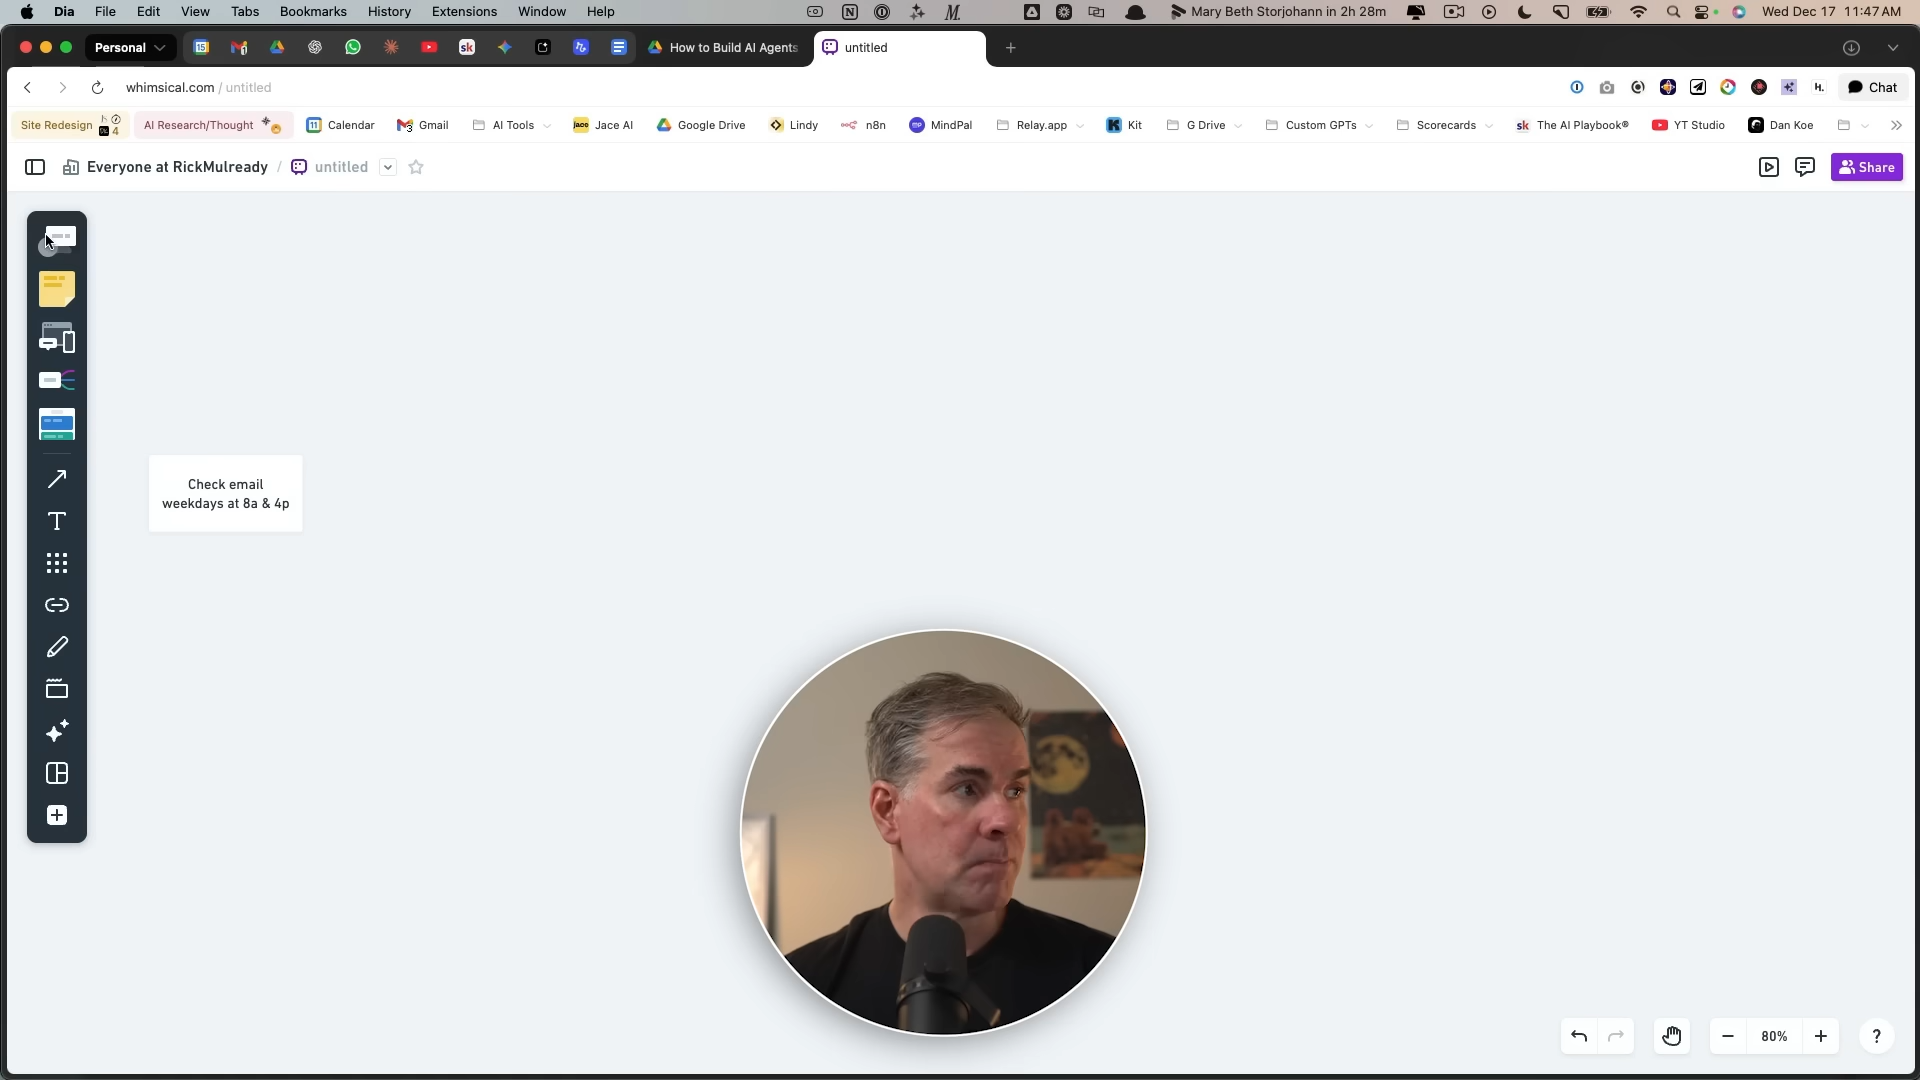 Dia File Edit View Tabs Bookmarks History Extensions Window Help Mary Beth Storjohann in 2h 28m Wed Dec 17 11:47 AM
Personal How to Build AI Agents untitled
whimsical.com / untitled Chat
Site Redesign 4 AI Research/Thought Calendar Gmail AI Tools Jace AI Google Drive Lindy n8n MindPal Relay.app Kit G Drive Custom GPTs Scorecards The AI Playbook® YT Studio Dan Koe
Everyone at RickMulready / untitled Share
Check email
weekdays at 8a & 4p
80% ?